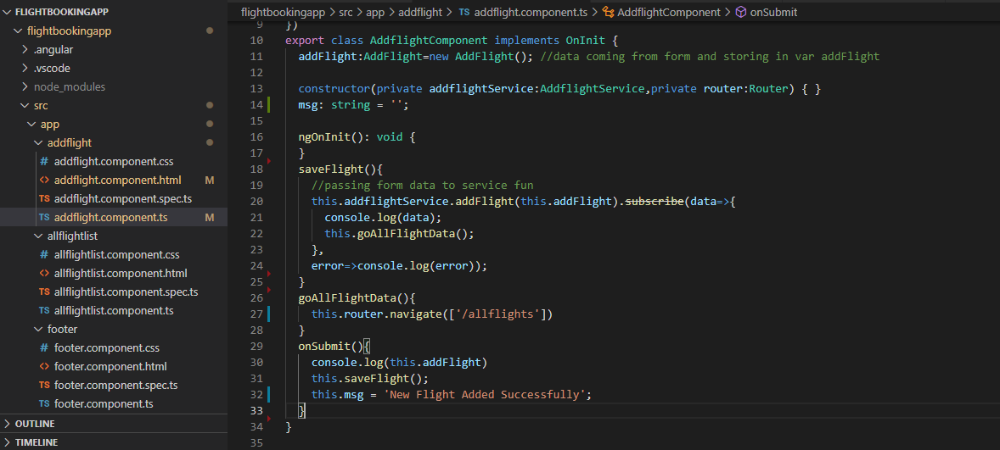 FLIGHTBOOKINGAPP
flightbookingapp
.angular
.vscode
node_modules
src
app
addflight
# addflight.component.css
<> addflight.component.html M
TS addflight.component.spec.ts
TS addflight.component.ts M
allflightlist
# allflightlist.component.css
<> allflightlist.component.html
TS allflightlist.component.spec.ts
TS allflightlist.component.ts
footer
# footer.component.css
<> footer.component.html
TS footer.component.spec.ts
TS footer.component.ts
OUTLINE
TIMELINE
flightbookingapp > src > app > addflight > TS addflight.component.ts > AddflightComponent > onSubmit
9 })
10 export class AddflightComponent implements OnInit {
11 addFlight:AddFlight=new AddFlight(); //data coming from form and storing in var addFlight
12
13 constructor(private addflightService:AddflightService,private router:Router) { }
14 msg: string = '';
15
16 ngOnInit(): void {
17 }
18 saveFlight(){
19 //passing form data to service fun
20 this.addflightService.addFlight(this.addFlight).subscribe(data=>{
21 console.log(data);
22 this.goAllFlightData();
23 },
24 error=>console.log(error));
25 }
26 goAllFlightData(){
27 this.router.navigate(['/allflights'])
28 }
29 onSubmit(){
30 console.log(this.addFlight)
31 this.saveFlight();
32 this.msg = 'New Flight Added Successfully';
33 }
34 }
35